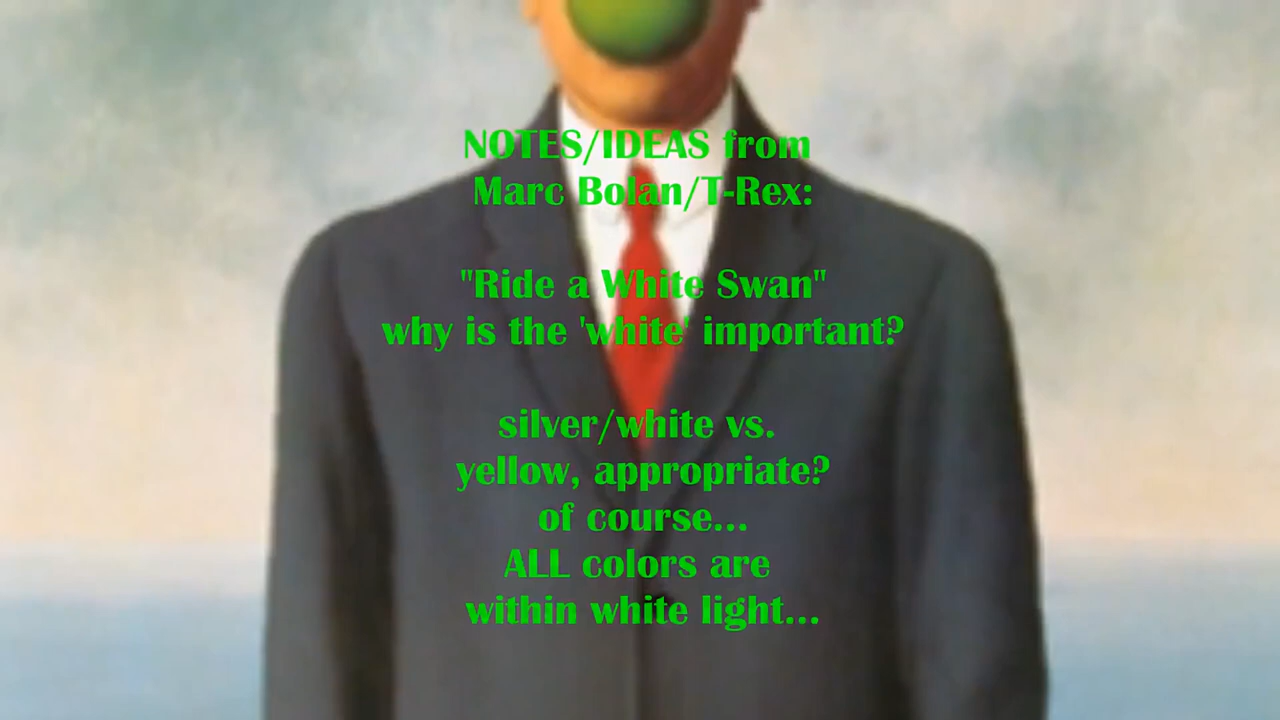 NOTES/IDEAS from
Marc Bolan/T-Rex:
"Ride a White Swan"
why is the 'white' important?
silver/white vs.
yellow, appropriate?
of course...
ALL colors are
within white light...